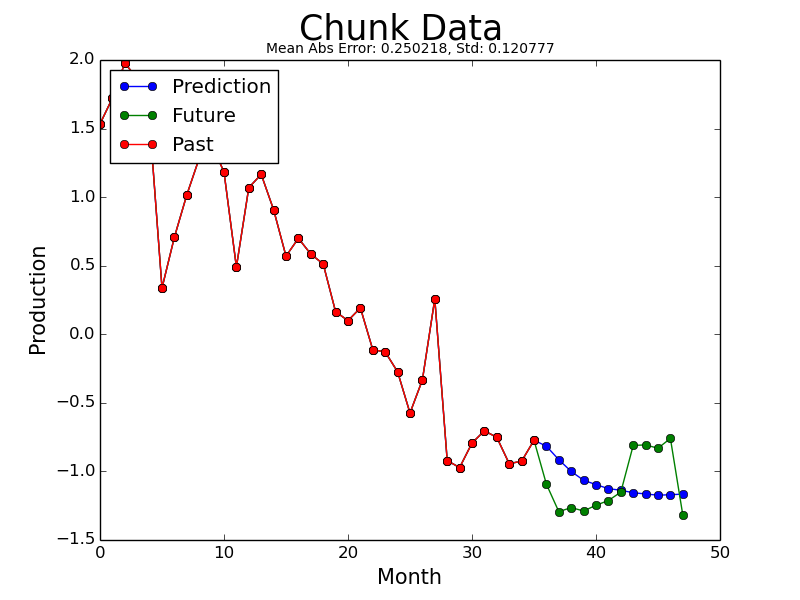 Chunk Data
Mean Abs Error: 0.250218, Std: 0.120777
Prediction
Future
Past
2.0
1.5
1.0
0.5
0.0
−0.5
−1.0
−1.5
Production
0
10
20
30
40
50
Month